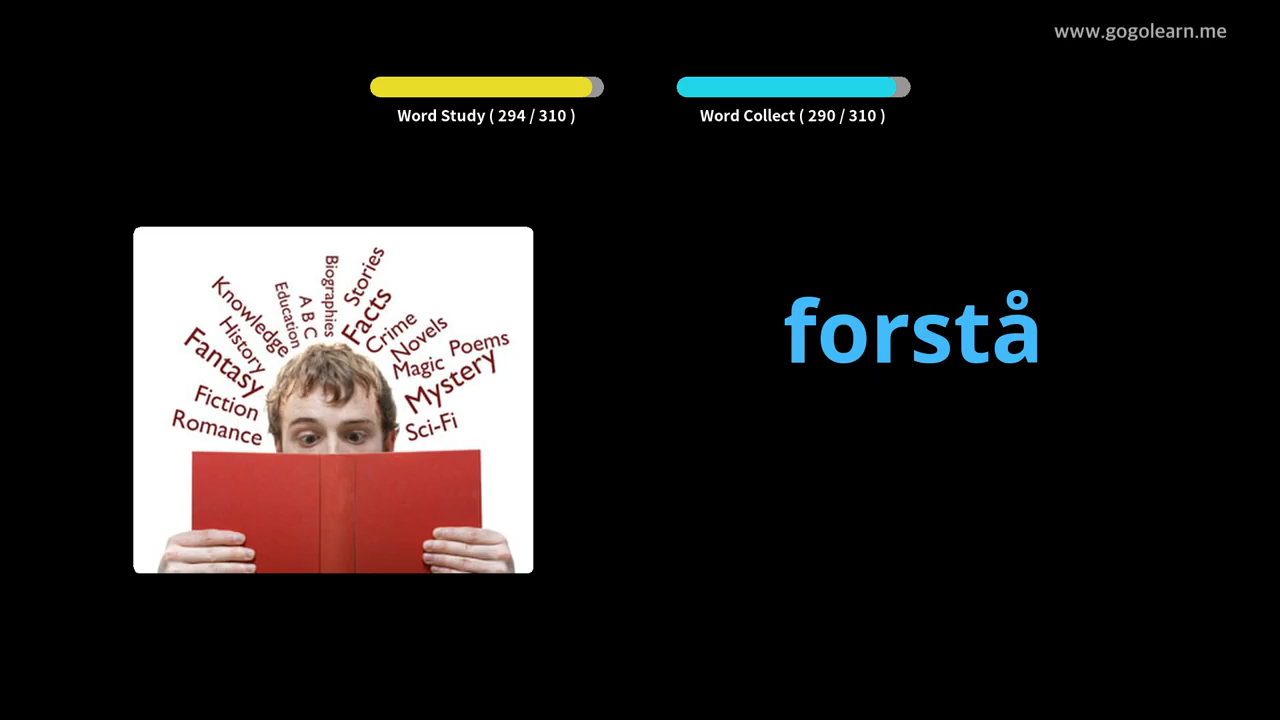 www.gogolearn.me
Word Study ( 294 / 310 )
Word Collect ( 290 / 310 )
Biographies
Stories
Knowledge
Education
A B C
Facts
Crime
Novels
History
Fantasy
Magic
Poems
Mystery
Fiction
Romance
Sci-Fi
forstå